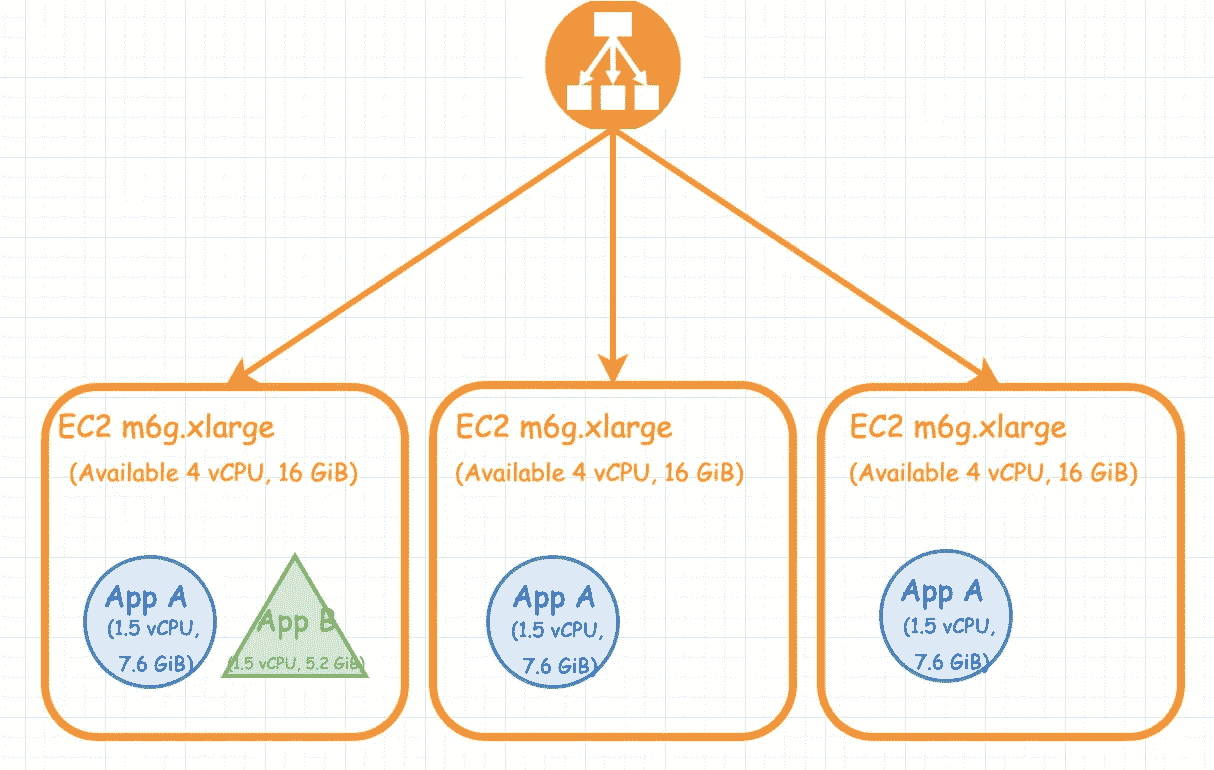 EC2 m6g.xlarge
(Available 4 vCPU, 16 GiB)
App A
(1.5 vCPU,
7.6 GiB)
App B
(1.5 vCPU, 5.2 GiB)
EC2 m6g.xlarge
(Available 4 vCPU, 16 GiB)
App A
(1.5 vCPU,
7.6 GiB)
EC2 m6g.xlarge
(Available 4 vCPU, 16 GiB)
App A
(1.5 vCPU,
7.6 GiB)